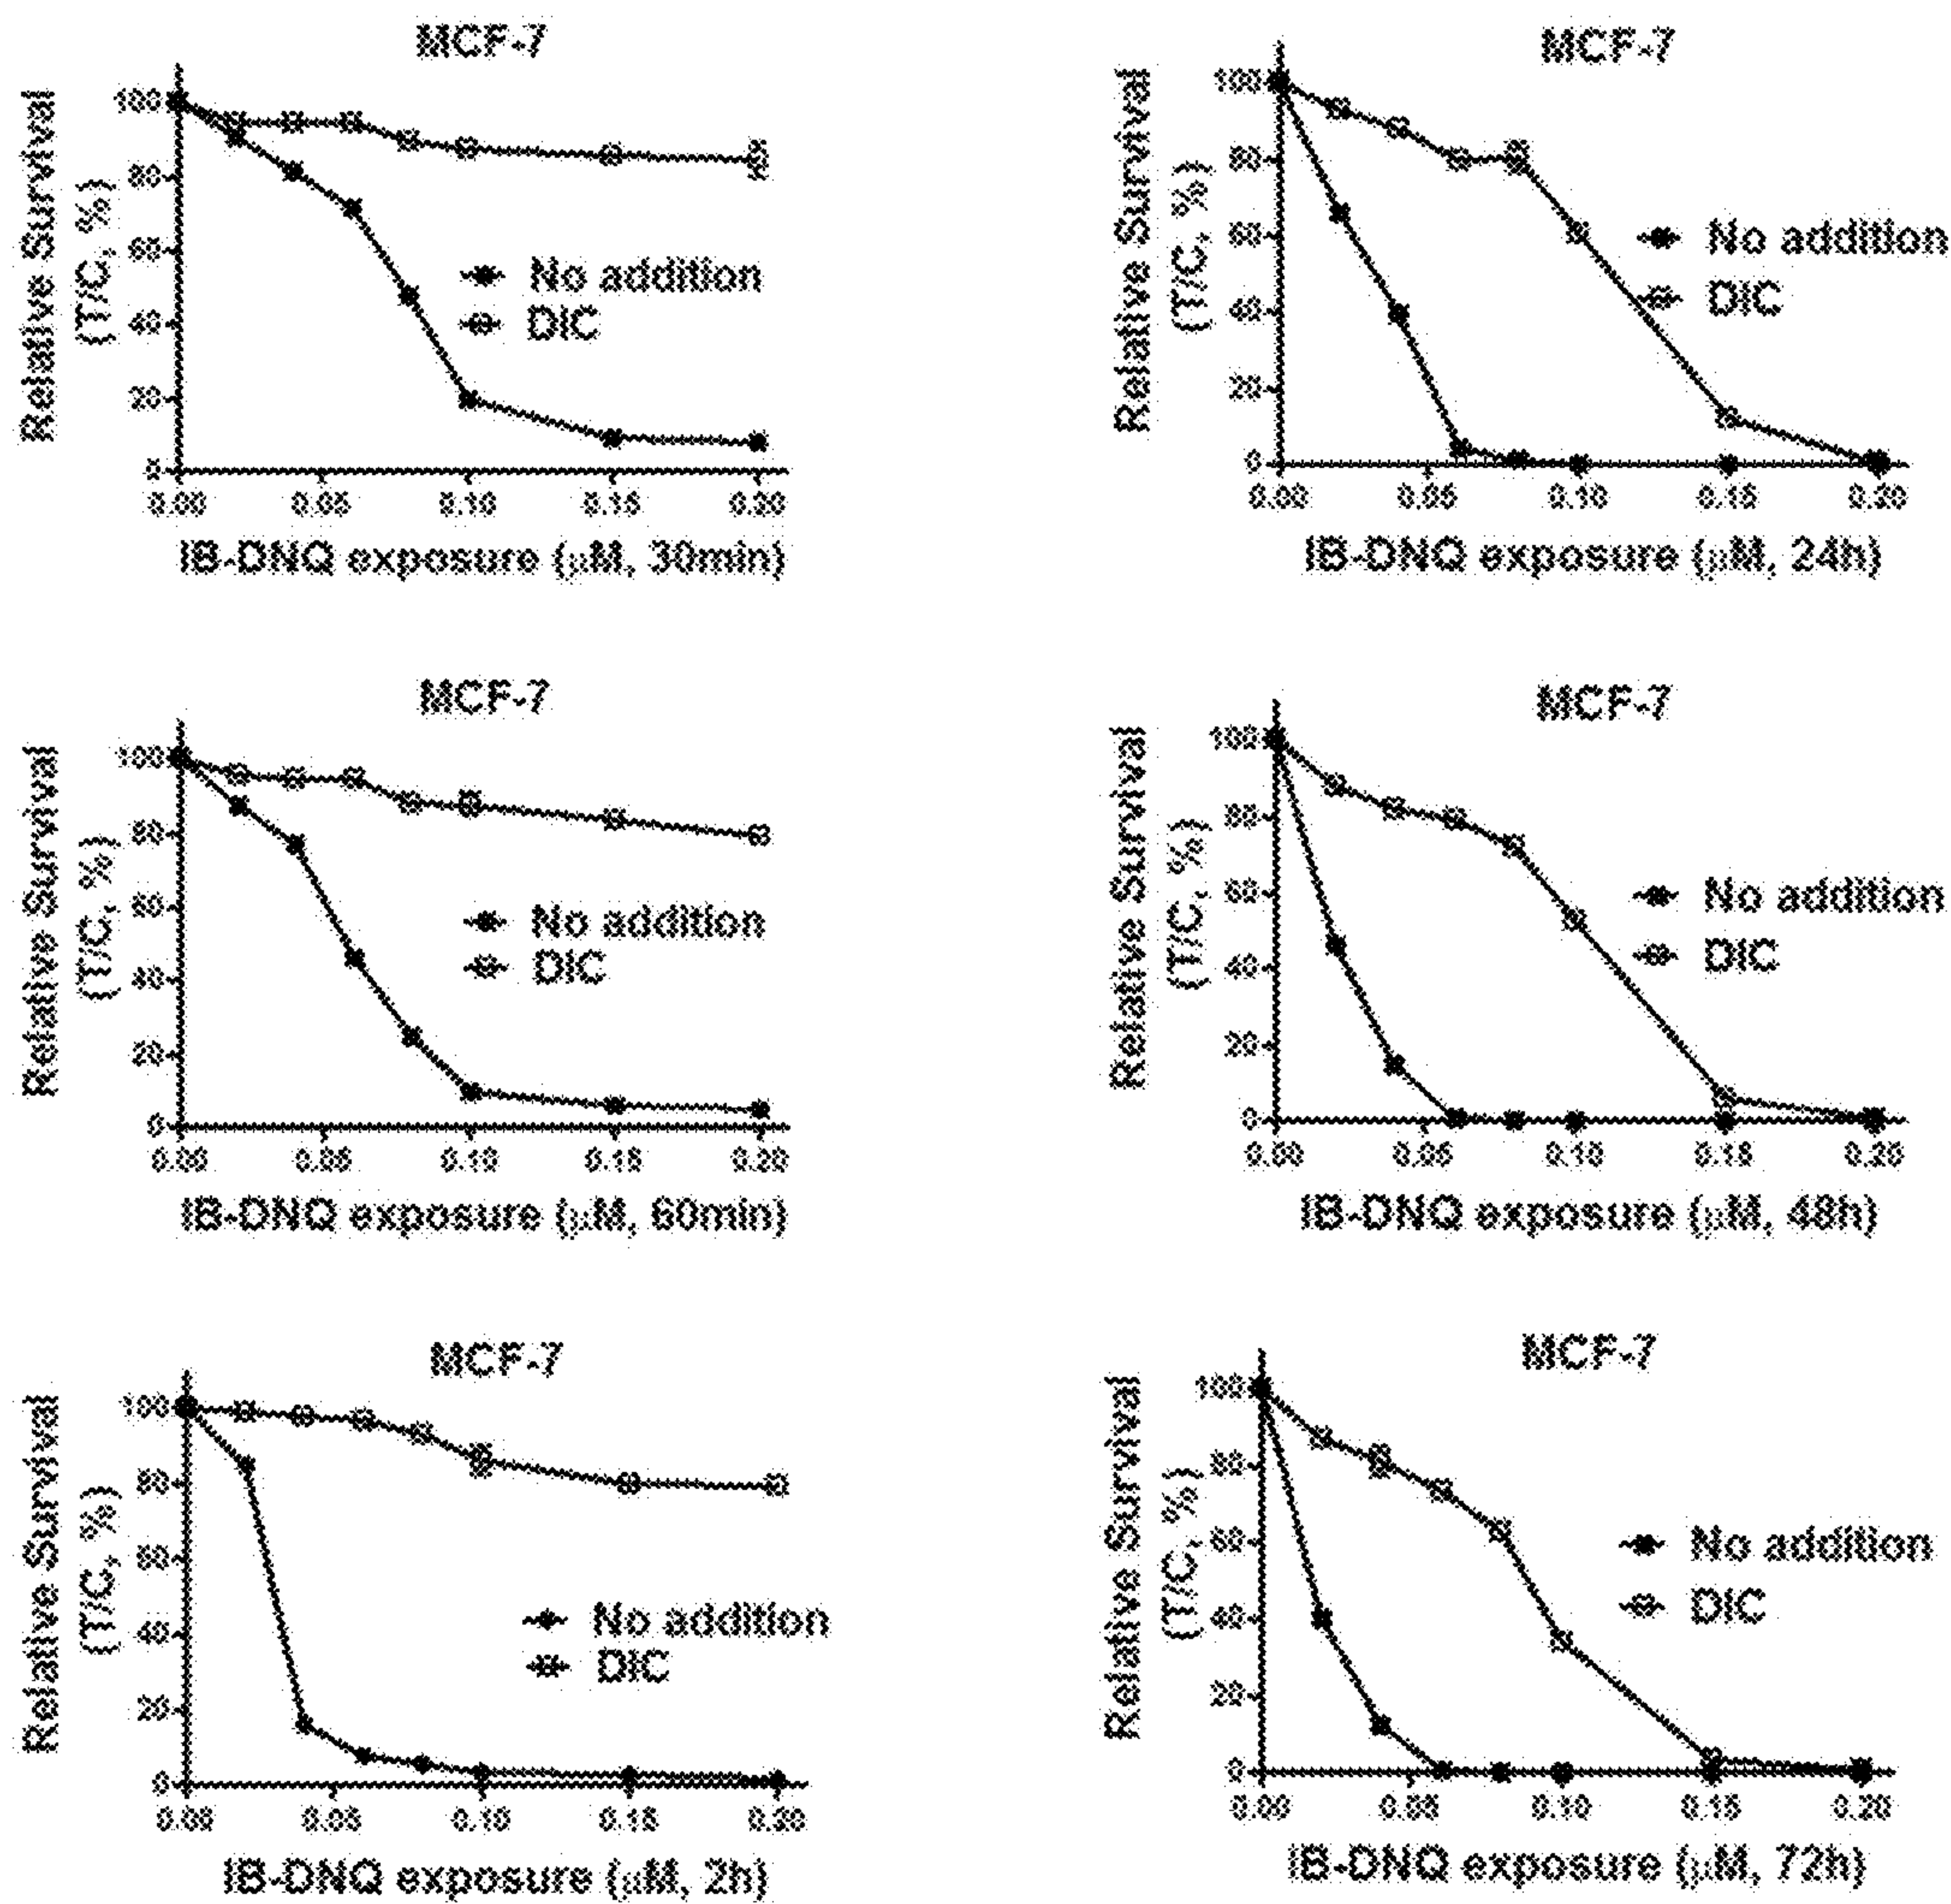 MCF-7
Relative Survival
(T/C, %)
100
80
60
40
20
0
No addition
DIC
0.00 0.05 0.10 0.15 0.20
IB-DNQ exposure (μM, 30min)
MCF-7
Relative Survival
(T/C, %)
100
80
60
40
20
0
No addition
DIC
0.00 0.05 0.10 0.15 0.20
IB-DNQ exposure (μM, 24h)
MCF-7
Relative Survival
(T/C, %)
100
80
60
40
20
0
No addition
DIC
0.00 0.05 0.10 0.15 0.20
IB-DNQ exposure (μM, 60min)
MCF-7
Relative Survival
(T/C, %)
100
80
60
40
20
0
No addition
DIC
0.00 0.05 0.10 0.15 0.20
IB-DNQ exposure (μM, 48h)
MCF-7
Relative Survival
(T/C, %)
100
80
60
40
20
0
No addition
DIC
0.00 0.05 0.10 0.15 0.20
IB-DNQ exposure (μM, 2h)
MCF-7
Relative Survival
(T/C, %)
100
80
60
40
20
0
No addition
DIC
0.00 0.05 0.10 0.15 0.20
IB-DNQ exposure (μM, 72h)